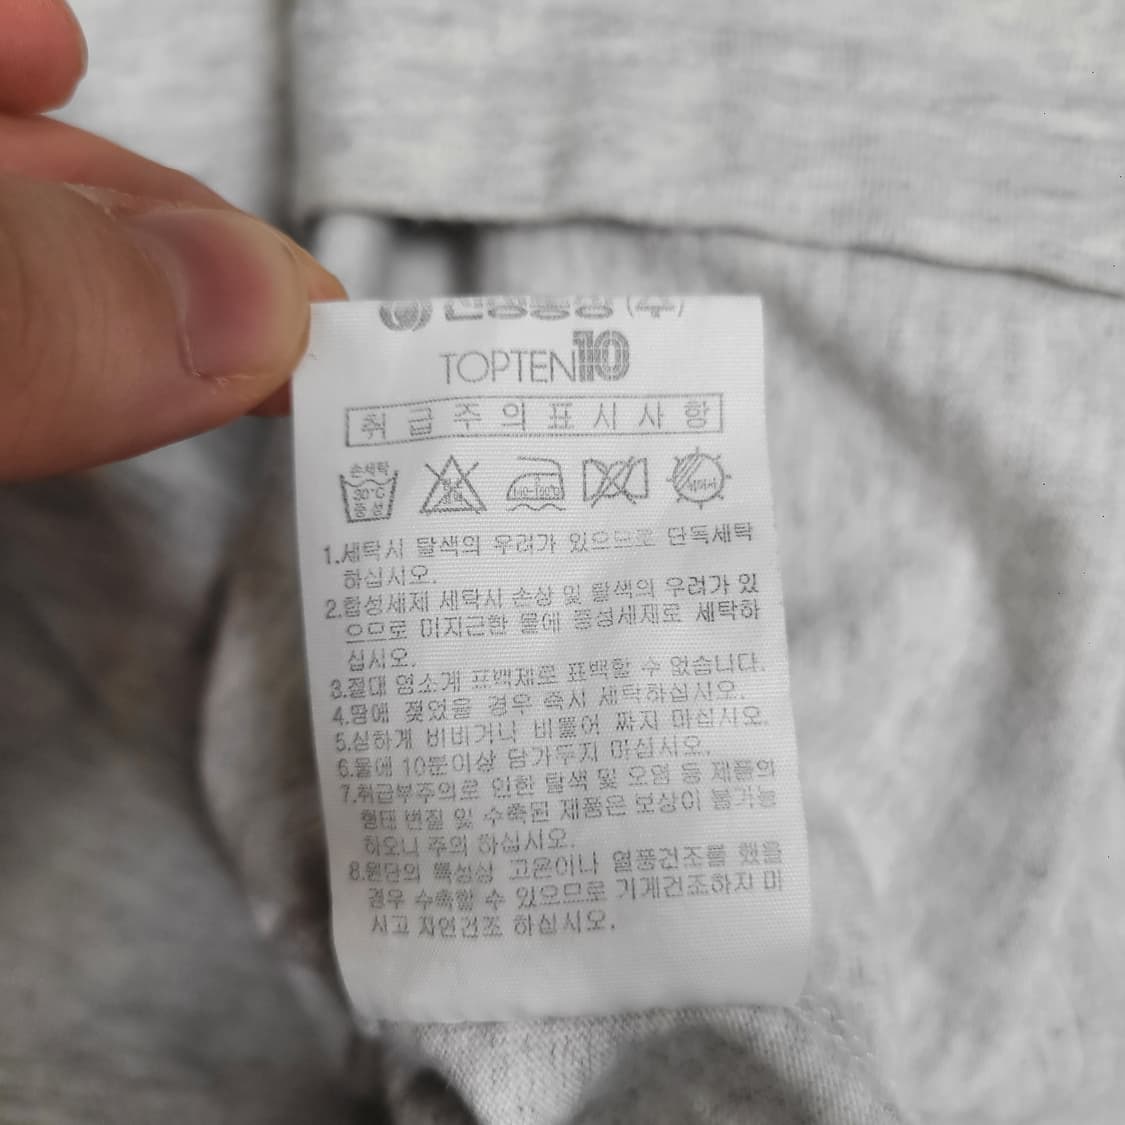 (주)
TOPTEN10
취급주의표시사항
손세탁
30℃
중성
1.세탁시 탈색의 우려가 있으므로 단독세탁
하십시오.
2.합성세제 세탁시 손상 및 탈색의 우려가 있
으므로 미지근한 물에 중성세제로 세탁하
십시오.
3.절대 염소계 표백제로 표백할 수 없습니다.
4.땀에 젖었을 경우 즉시 세탁하십시오.
5.심하게 비비거나 비틀어 짜지 마십시오.
6.물에 10분이상 담가두지 마십시오.
7.취급부주의로 인한 탈색 및 오염 등 제품의
형태 변질 및 수축된 제품은 보상이 불가능
하오니 주의 하십시오.
8.원단의 특성상 고온이나 열풍건조를 했을
경우 수축할 수 있으므로 기계건조하지 마
시고 자연건조 하십시오.